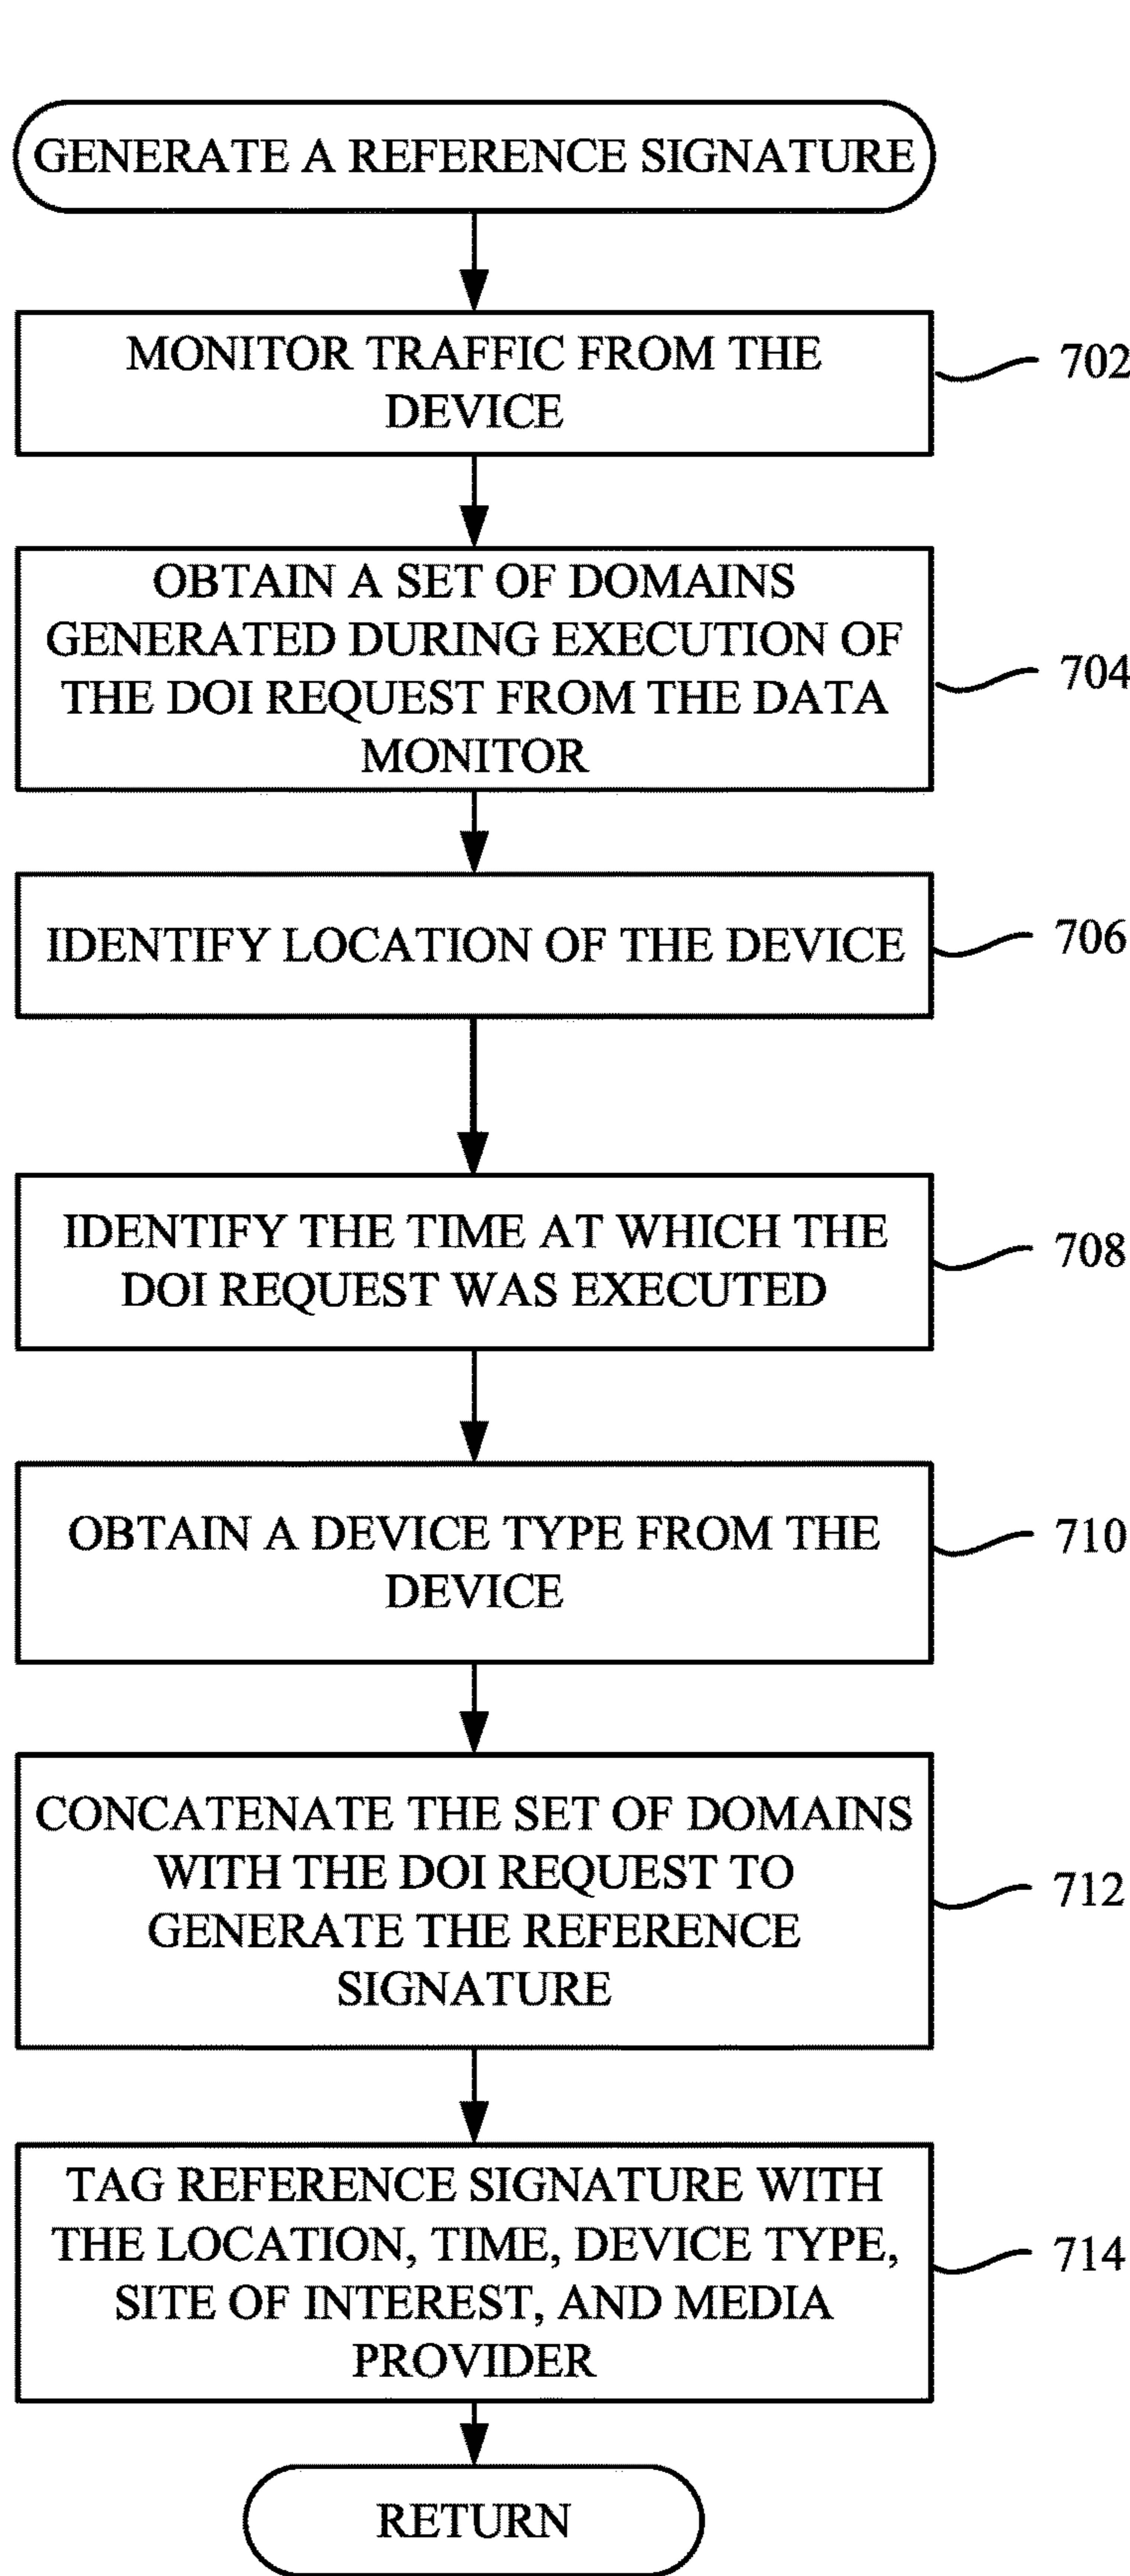 GENERATE A REFERENCE SIGNATURE
MONITOR TRAFFIC FROM THE
DEVICE
702
OBTAIN A SET OF DOMAINS
GENERATED DURING EXECUTION OF
THE DOI REQUEST FROM THE DATA
MONITOR
704
IDENTIFY LOCATION OF THE DEVICE
706
IDENTIFY THE TIME AT WHICH THE
DOI REQUEST WAS EXECUTED
708
OBTAIN A DEVICE TYPE FROM THE
DEVICE
710
CONCATENATE THE SET OF DOMAINS
WITH THE DOI REQUEST TO
GENERATE THE REFERENCE
SIGNATURE
712
TAG REFERENCE SIGNATURE WITH
THE LOCATION, TIME, DEVICE TYPE,
SITE OF INTEREST, AND MEDIA
PROVIDER
714
RETURN